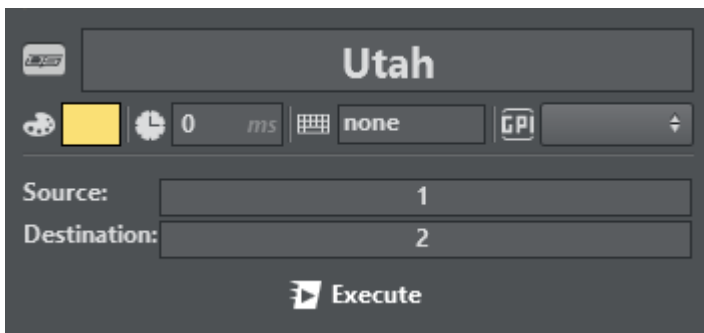 Utah
0 ms none GPI
Source: 1
Destination: 2
Execute